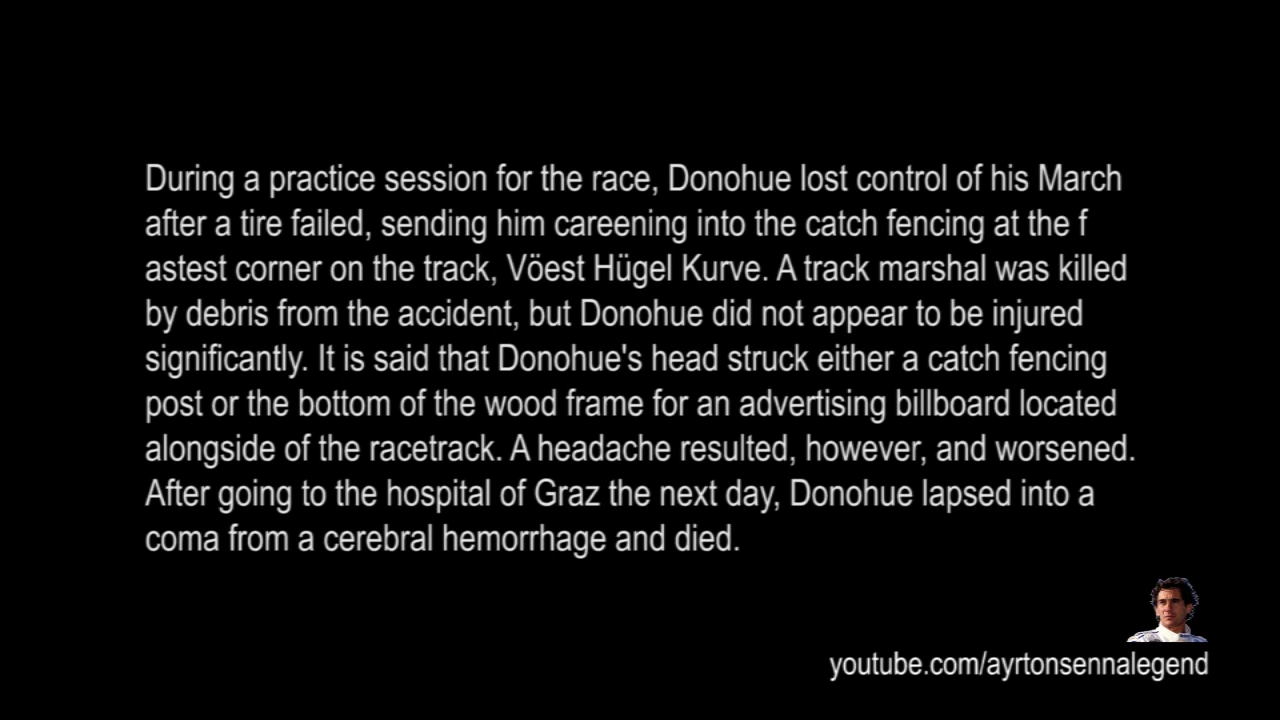 During a practice session for the race, Donohue lost control of his March
after a tire failed, sending him careening into the catch fencing at the f
astest corner on the track, Vöest Hügel Kurve. A track marshal was killed
by debris from the accident, but Donohue did not appear to be injured
significantly. It is said that Donohue's head struck either a catch fencing
post or the bottom of the wood frame for an advertising billboard located
alongside of the racetrack. A headache resulted, however, and worsened.
After going to the hospital of Graz the next day, Donohue lapsed into a
coma from a cerebral hemorrhage and died.
youtube.com/ayrtonsennalegend